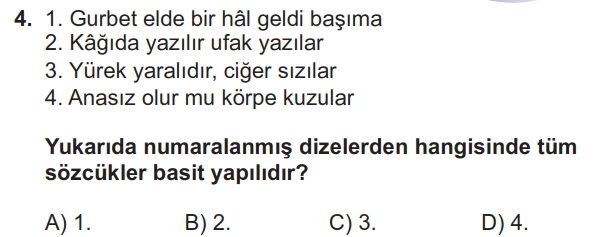 4. 1. Gurbet elde bir hâl geldi başıma
2. Kâğıda yazılır ufak yazılar
3. Yürek yaralıdır, ciğer sızılar
4. Anasız olur mu körpe kuzular
Yukarıda numaralanmış dizelerden hangisinde tüm
sözcükler basit yapılıdır?
A) 1. B) 2. C) 3. D) 4.